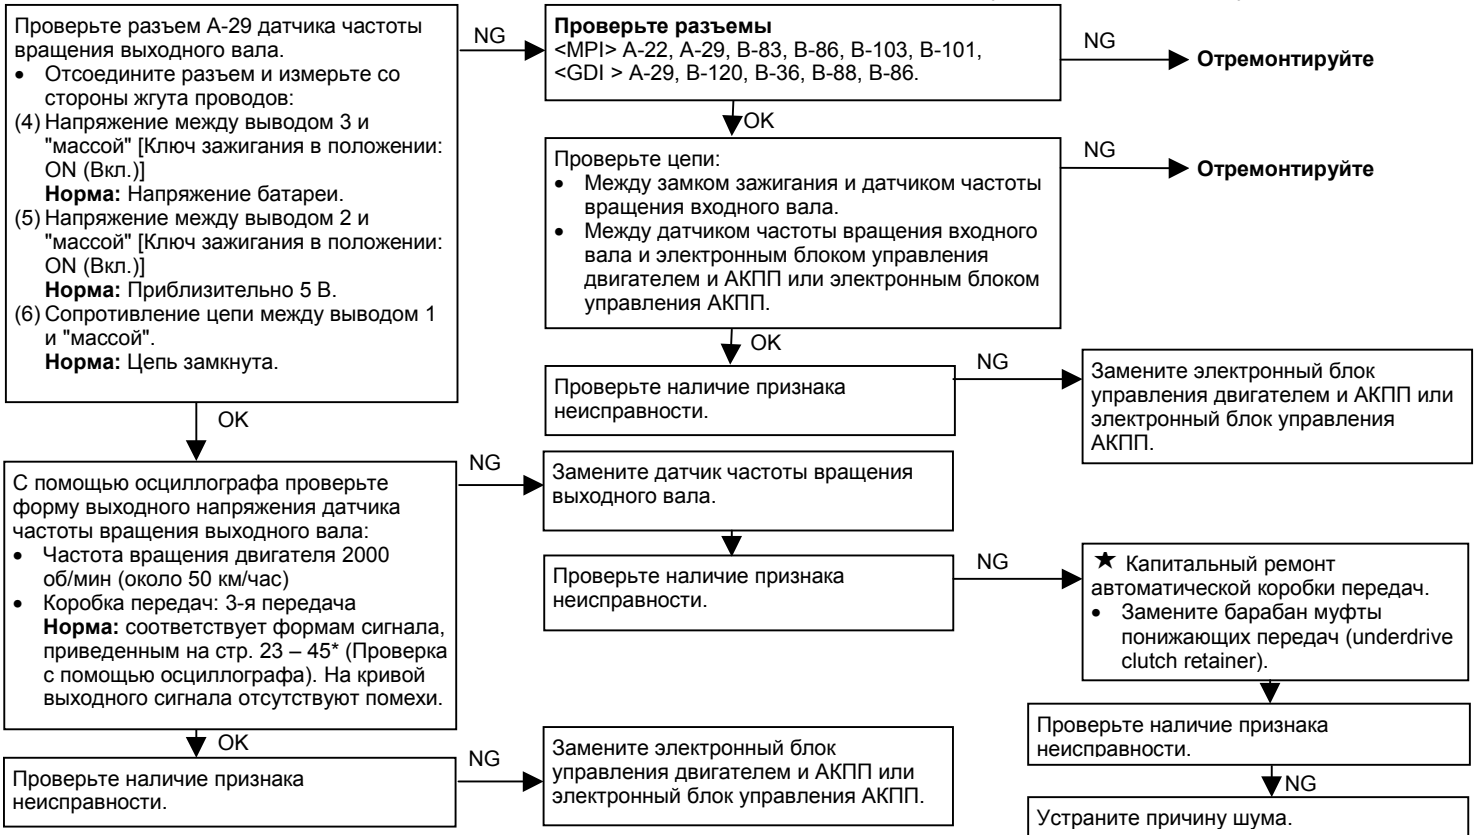 Проверьте разъем А-29 датчика частоты
вращения выходного вала.
• Отсоедините разъем и измерьте со
стороны жгута проводов:
(4) Напряжение между выводом 3 и
"массой" [Ключ зажигания в положении:
ON (Вкл.)]
Норма: Напряжение батареи.
(5) Напряжение между выводом 2 и
"массой" [Ключ зажигания в положении:
ON (Вкл.)]
Норма: Приблизительно 5 В.
(6) Сопротивление цепи между выводом 1
и "массой".
Норма: Цепь замкнута.
NG
Проверьте разъемы
<MPI> A-22, A-29, B-83, B-86, B-103, B-101,
<GDI > A-29, B-120, B-36, B-88, B-86.
NG
Отремонтируйте
OK
Проверьте цепи:
• Между замком зажигания и датчиком частоты
вращения входного вала.
• Между датчиком частоты вращения входного
вала и электронным блоком управления
двигателем и АКПП или электронным блоком
управления АКПП.
NG
Отремонтируйте
OK
Проверьте наличие признака
неисправности.
NG
Замените электронный блок
управления двигателем и АКПП или
электронный блок управления
АКПП.
OK
С помощью осциллографа проверьте
форму выходного напряжения датчика
частоты вращения выходного вала:
• Частота вращения двигателя 2000
об/мин (около 50 км/час)
• Коробка передач: 3-я передача
Норма: соответствует формам сигнала,
приведенным на стр. 23 – 45* (Проверка
с помощью осциллографа). На кривой
выходного сигнала отсутствуют помехи.
NG
Замените датчик частоты вращения
выходного вала.
Проверьте наличие признака
неисправности.
NG
★ Капитальный ремонт
автоматической коробки передач.
• Замените барабан муфты
понижающих передач (underdrive
clutch retainer).
Проверьте наличие признака
неисправности.
NG
Устраните причину шума.
OK
Проверьте наличие признака
неисправности.
NG
Замените электронный блок
управления двигателем и АКПП или
электронный блок управления АКПП.